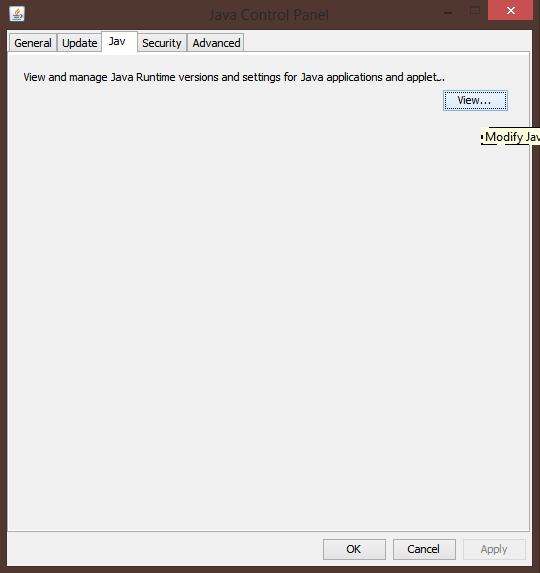 Java Control Panel
General Update Jav Security Advanced
View and manage Java Runtime versions and settings for Java applications and applet...
View...
Modify Jav
OK Cancel Apply